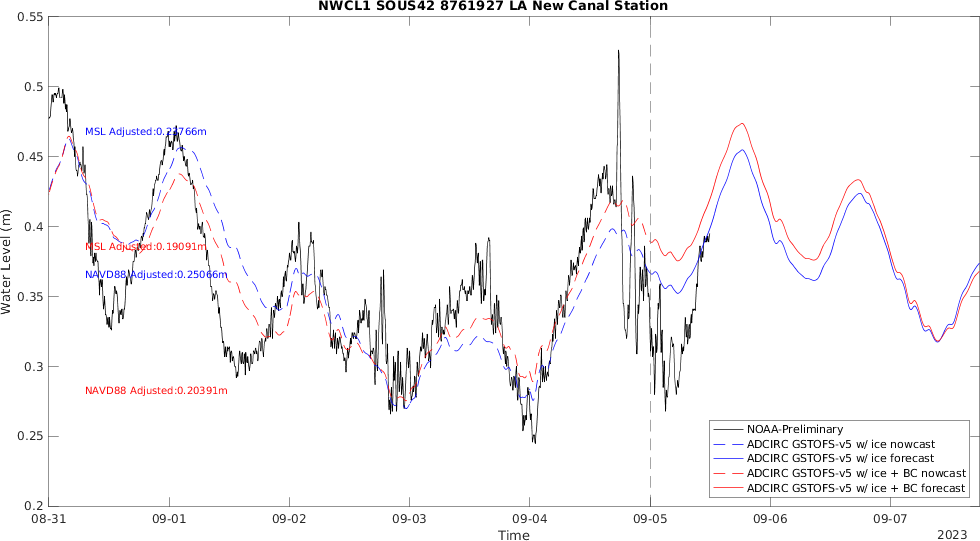 NWCL1 SOUS42 8761927 LA New Canal Station
0.55
0.5
0.45
0.4
0.35
0.3
0.25
0.2
Water Level (m)
MSL Adjusted:0.23766m
MSL Adjusted:0.19091m
NAVD88 Adjusted:0.25066m
NAVD88 Adjusted:0.20391m
NOAA-Preliminary
ADCIRC GSTOFS-v5 w/ ice nowcast
ADCIRC GSTOFS-v5 w/ ice forecast
ADCIRC GSTOFS-v5 w/ ice + BC nowcast
ADCIRC GSTOFS-v5 w/ ice + BC forecast
08-31 09-01 09-02 09-03 09-04 09-05 09-06 09-07
Time
2023